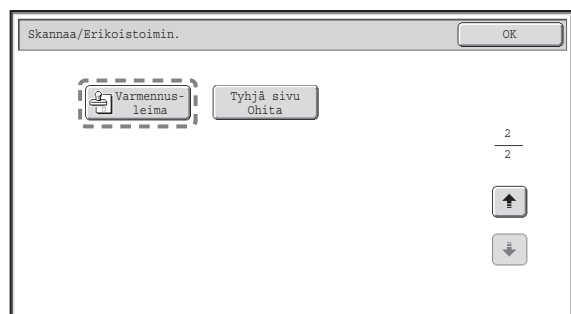 Skannaa/Erikoistoimin.
OK
Varmennus-
leima
Tyhjä sivu
Ohita
2
2